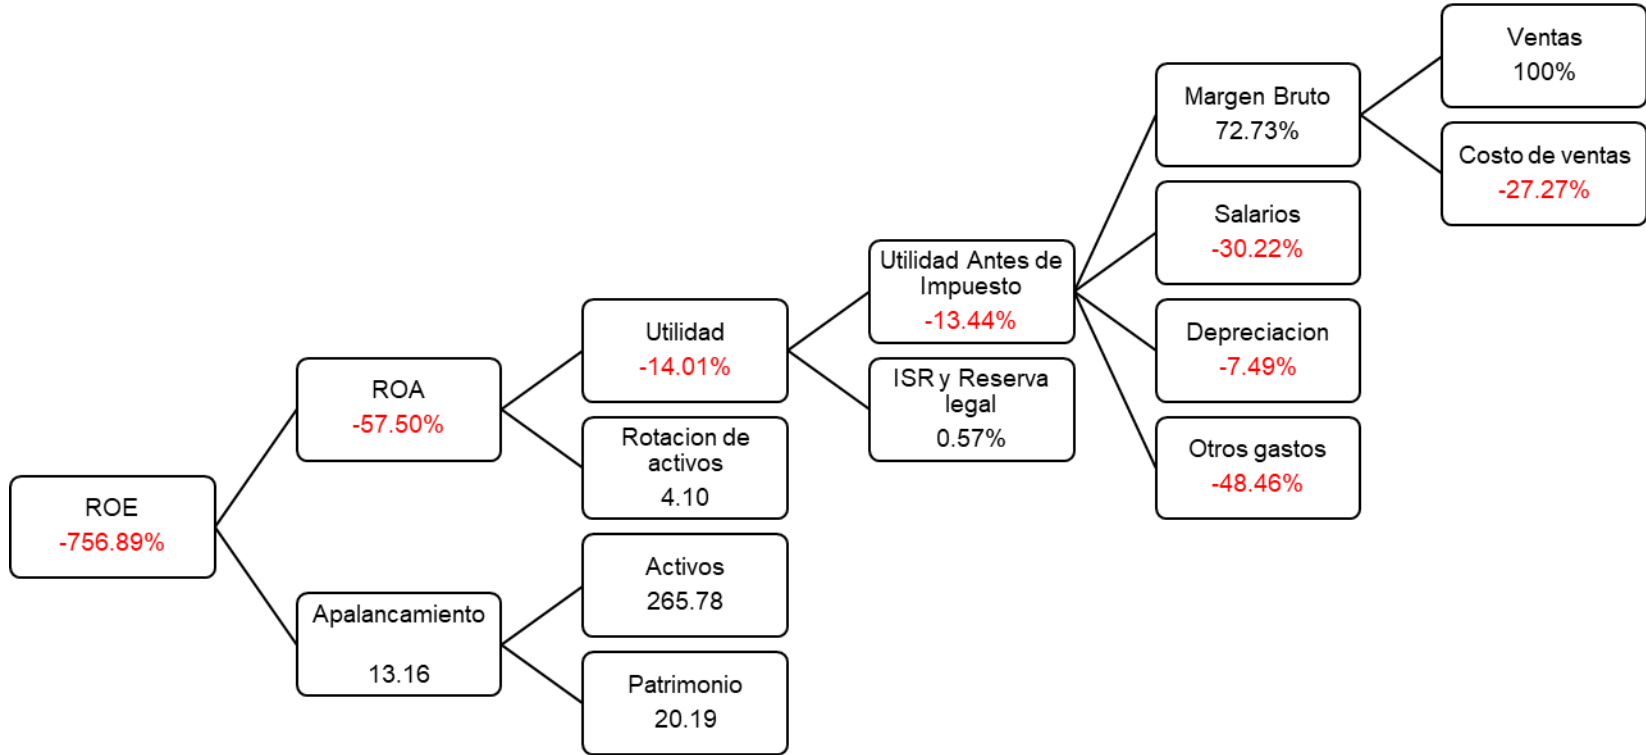 Ventas
100%
Margen Bruto
72.73%
Costo de ventas
-27.27%
Salarios
-30.22%
Utilidad Antes de
Impuesto
-13.44%
Utilidad
-14.01%
Depreciacion
-7.49%
ROA
-57.50%
ISR y Reserva
legal
0.57%
Rotacion de
activos
4.10
Otros gastos
-48.46%
ROE
-756.89%
Activos
265.78
Apalancamiento
13.16
Patrimonio
20.19